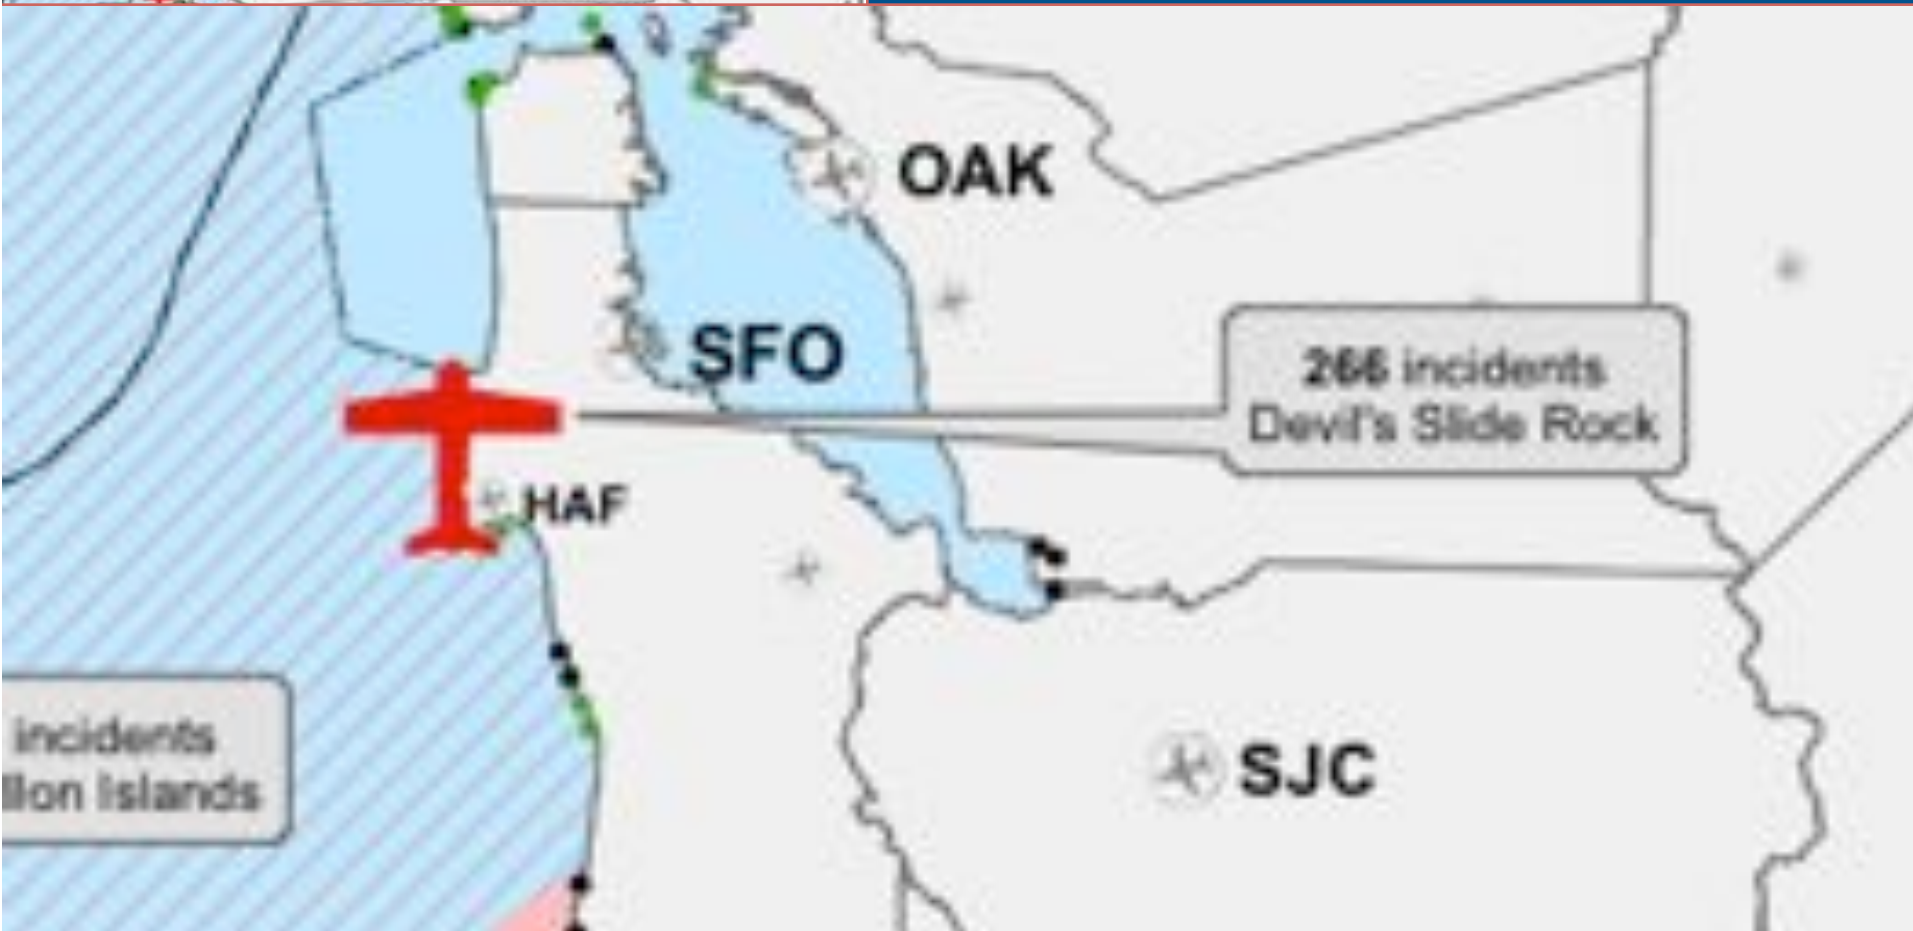 OAK
SFO
266 incidents
Devil's Slide Rock
HAF
incidents
llon Islands
SJC